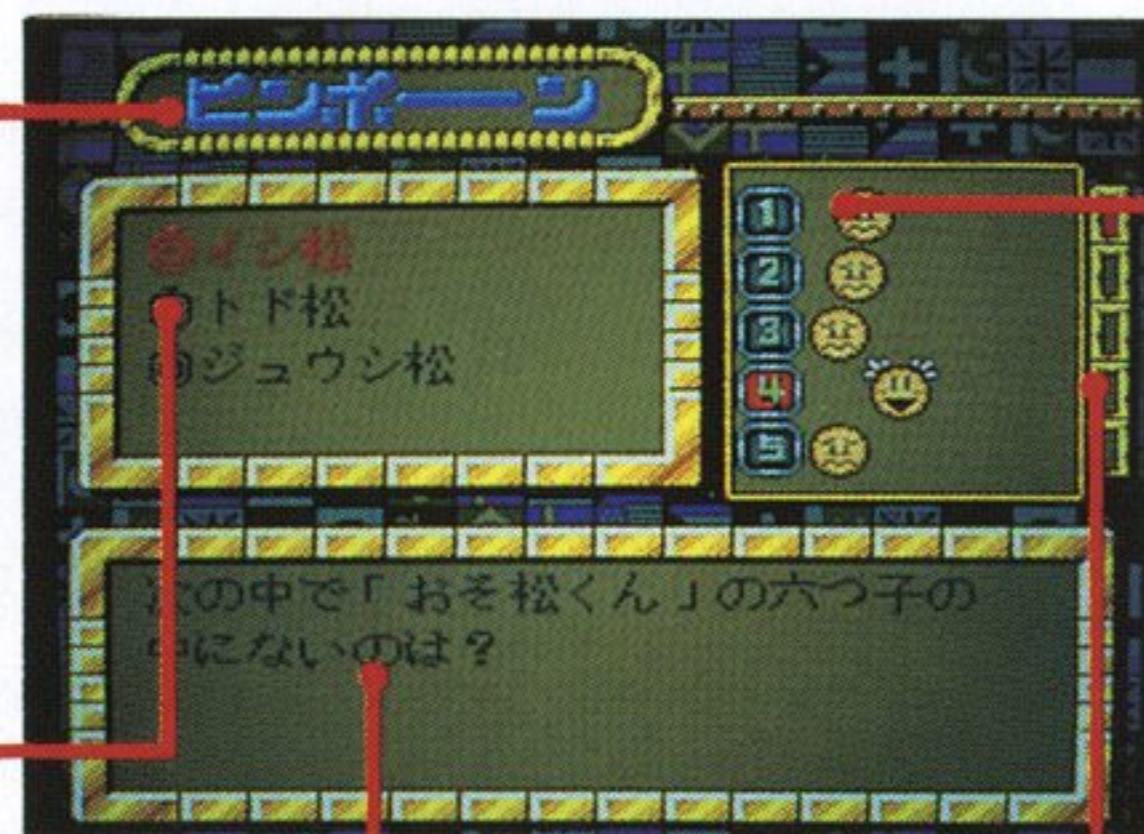 ピンポーン
イシ松
トド松
ジュウシ松
1
2
3
4
5
次の中で「おそ松くん」の六つ子の
中にないのは？